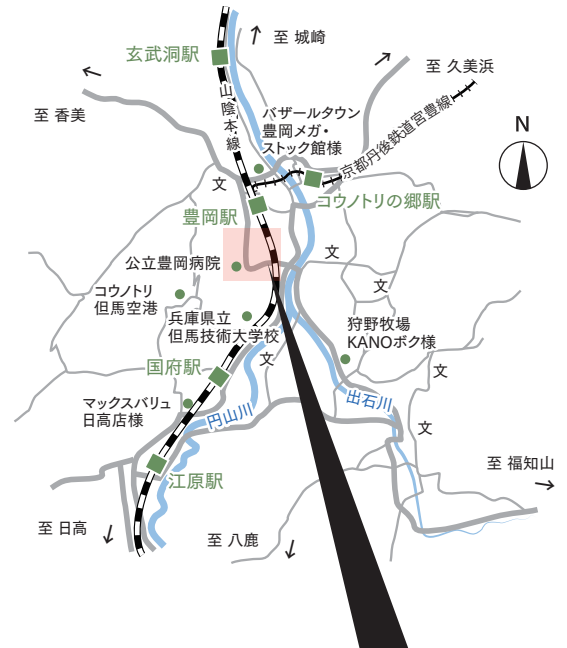 至 城崎
玄武洞駅
至 久美浜
至 香美
山陰本線
バザールタウン
豊岡メガ・
ストック館様
京都丹後鉄道宮豊線
N
文
コウノトリの郷駅
豊岡駅
文
公立豊岡病院
文
コウノトリ
但馬空港
兵庫県立
但馬技術大学校
狩野牧場
KANOボク様
文
国府駅
文
マックスバリュ
日高店様
円山川
出石川
文
至 福知山
江原駅
至 日高
至 八鹿